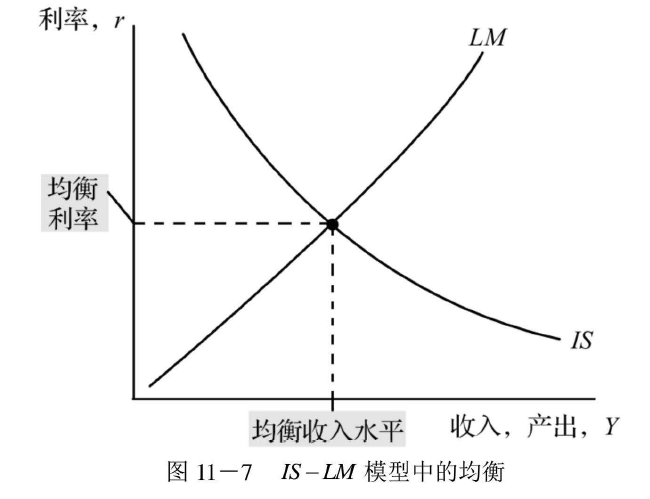 利率，r
LM
均衡
利率
IS
均衡收入水平
收入，产出，Y
图 11－7 IS–LM 模型中的均衡